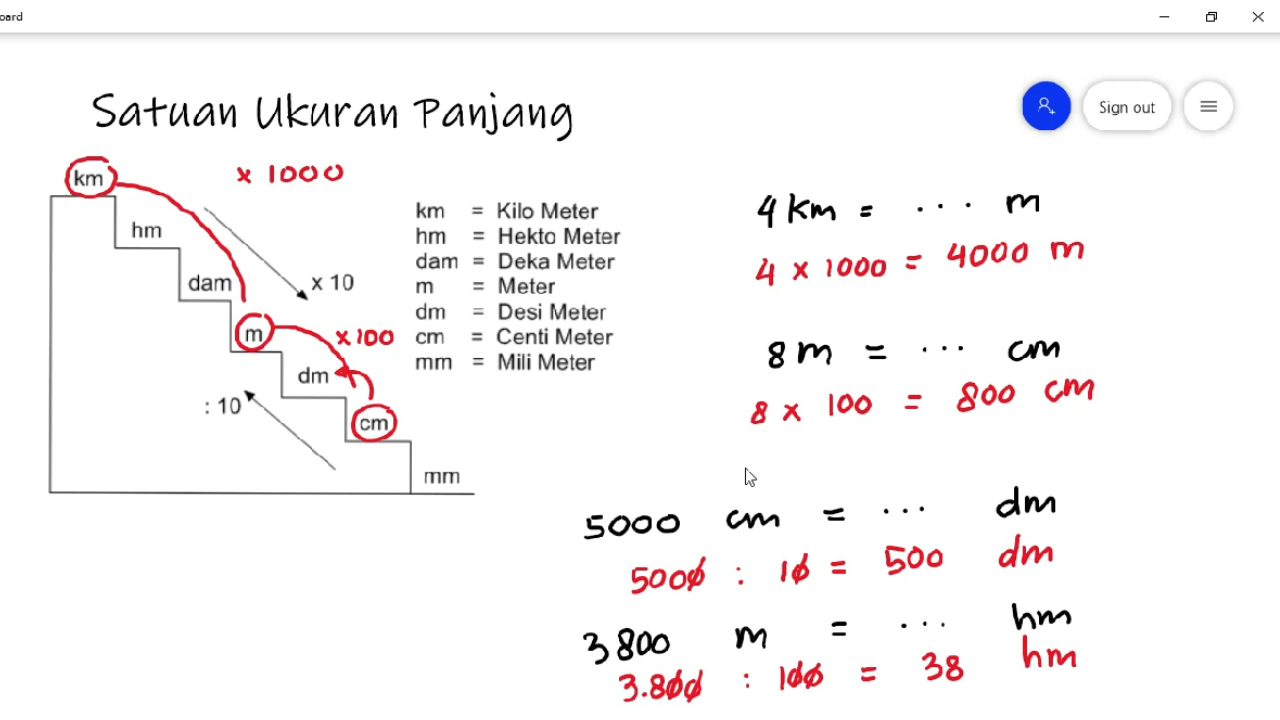 oard
Sign out
Satuan Ukuran Panjang
km
x 1000
hm
dam
x 10
m
x 100
dm
: 10
cm
mm
km = Kilo Meter
hm = Hekto Meter
dam = Deka Meter
m = Meter
dm = Desi Meter
cm = Centi Meter
mm = Mili Meter
4 km = ... m
4 x 1000 = 4000 m
8 m = ... cm
8 x 100 = 800 cm
5000 cm = ... dm
5000 : 10 = 500 dm
3800 m = ... hm
3.800 : 100 = 38 hm